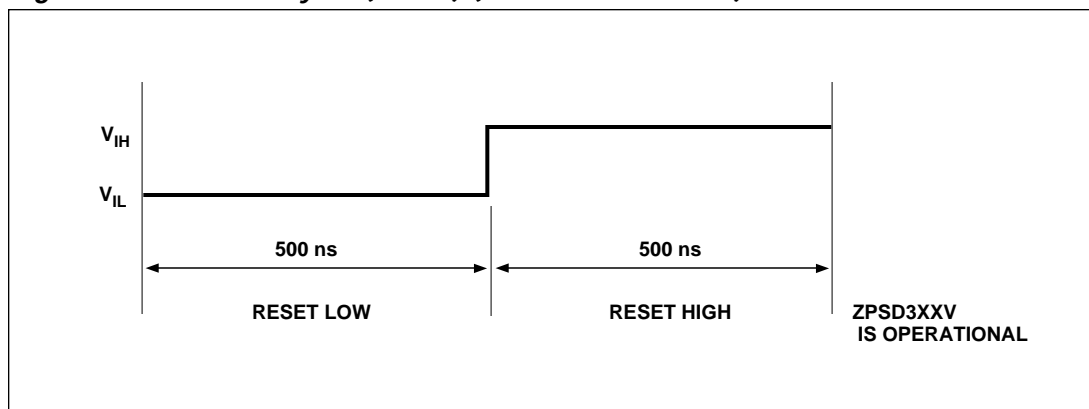 V_IH
V_IL
500 ns
500 ns
RESET LOW
RESET HIGH
ZPSD3XXV
IS OPERATIONAL